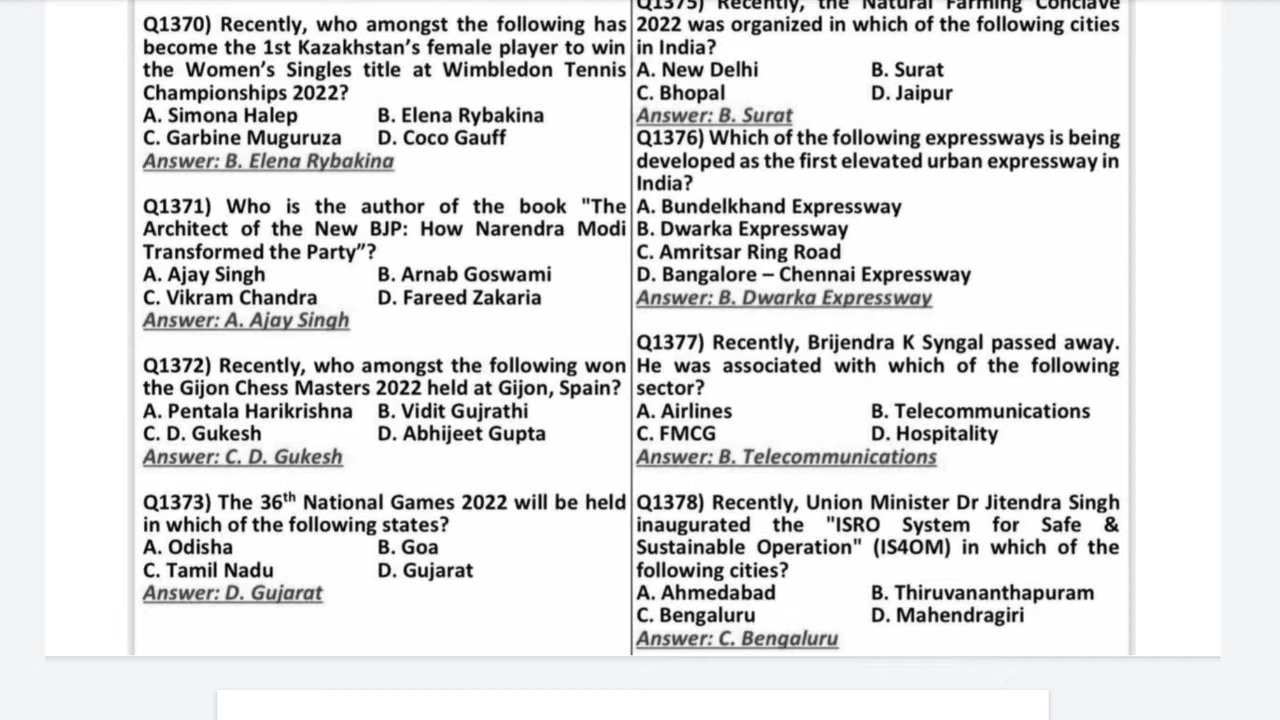 Q1370) Recently, who amongst the following has
become the 1st Kazakhstan’s female player to win
the Women’s Singles title at Wimbledon Tennis
Championships 2022?
A. Simona Halep B. Elena Rybakina
C. Garbine Muguruza D. Coco Gauff
Answer: B. Elena Rybakina
Q1371) Who is the author of the book "The
Architect of the New BJP: How Narendra Modi
Transformed the Party”?
A. Ajay Singh B. Arnab Goswami
C. Vikram Chandra D. Fareed Zakaria
Answer: A. Ajay Singh
Q1372) Recently, who amongst the following won
the Gijon Chess Masters 2022 held at Gijon, Spain?
A. Pentala Harikrishna B. Vidit Gujrathi
C. D. Gukesh D. Abhijeet Gupta
Answer: C. D. Gukesh
Q1373) The 36th National Games 2022 will be held
in which of the following states?
A. Odisha B. Goa
C. Tamil Nadu D. Gujarat
Answer: D. Gujarat
Q1375) Recently, the Natural Farming Conclave
2022 was organized in which of the following cities
in India?
A. New Delhi B. Surat
C. Bhopal D. Jaipur
Answer: B. Surat
Q1376) Which of the following expressways is being
developed as the first elevated urban expressway in
India?
A. Bundelkhand Expressway
B. Dwarka Expressway
C. Amritsar Ring Road
D. Bangalore – Chennai Expressway
Answer: B. Dwarka Expressway
Q1377) Recently, Brijendra K Syngal passed away.
He was associated with which of the following
sector?
A. Airlines B. Telecommunications
C. FMCG D. Hospitality
Answer: B. Telecommunications
Q1378) Recently, Union Minister Dr Jitendra Singh
inaugurated the "ISRO System for Safe &
Sustainable Operation" (IS4OM) in which of the
following cities?
A. Ahmedabad B. Thiruvananthapuram
C. Bengaluru D. Mahendragiri
Answer: C. Bengaluru